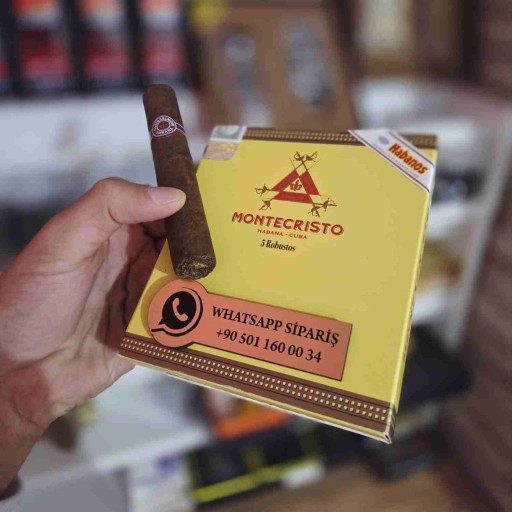 Habanos
MONTECRISTO
HABANA - CUBA
5 Robustos
WHATSAPP SİPARİŞ
+90 501 160 00 34